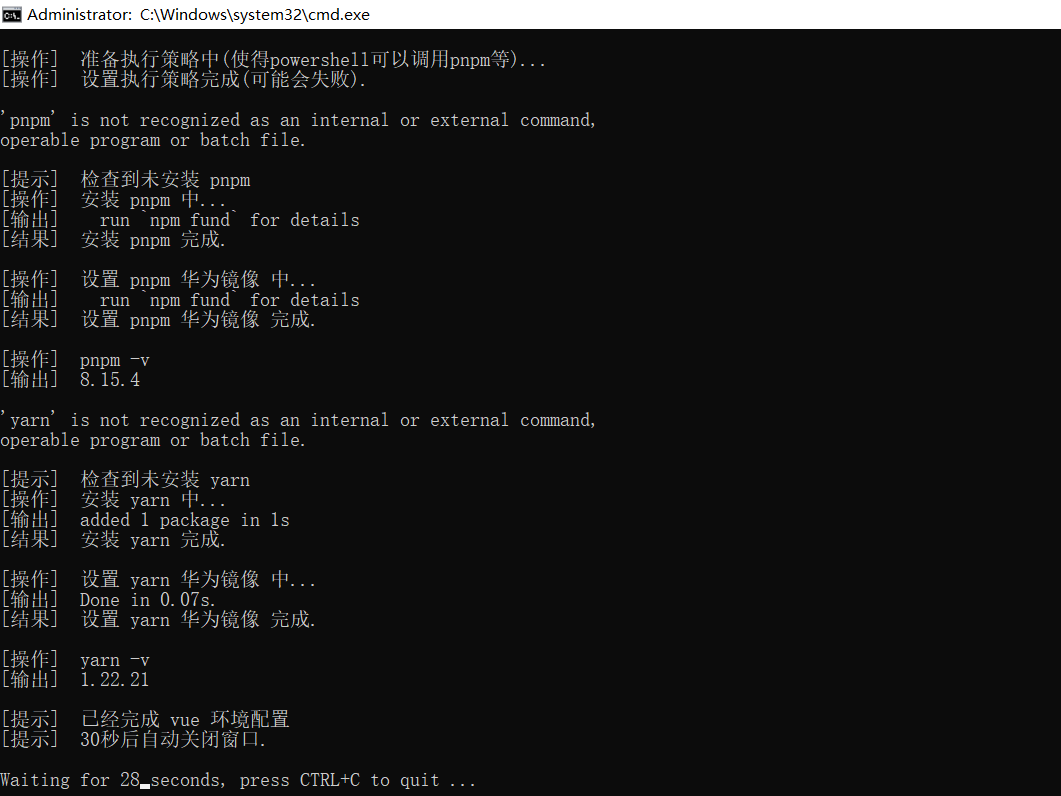 Administrator: C:\Windows\system32\cmd.exe
[操作] 准备执行策略中(使得powershell可以调用pnpm等)...
[操作] 设置执行策略完成(可能会失败).
'pnpm' is not recognized as an internal or external command,
operable program or batch file.
[提示] 检查到未安装 pnpm
[操作] 安装 pnpm 中...
[输出]   run `npm fund` for details
[结果] 安装 pnpm 完成.
[操作] 设置 pnpm 华为镜像 中...
[输出]   run `npm fund` for details
[结果] 设置 pnpm 华为镜像 完成.
[操作] pnpm -v
[输出] 8.15.4
'yarn' is not recognized as an internal or external command,
operable program or batch file.
[提示] 检查到未安装 yarn
[操作] 安装 yarn 中...
[输出] added 1 package in 1s
[结果] 安装 yarn 完成.
[操作] 设置 yarn 华为镜像 中...
[输出] Done in 0.07s.
[结果] 设置 yarn 华为镜像 完成.
[操作] yarn -v
[输出] 1.22.21
[提示] 已经完成 vue 环境配置
[提示] 30秒后自动关闭窗口.
Waiting for 28 seconds, press CTRL+C to quit ...